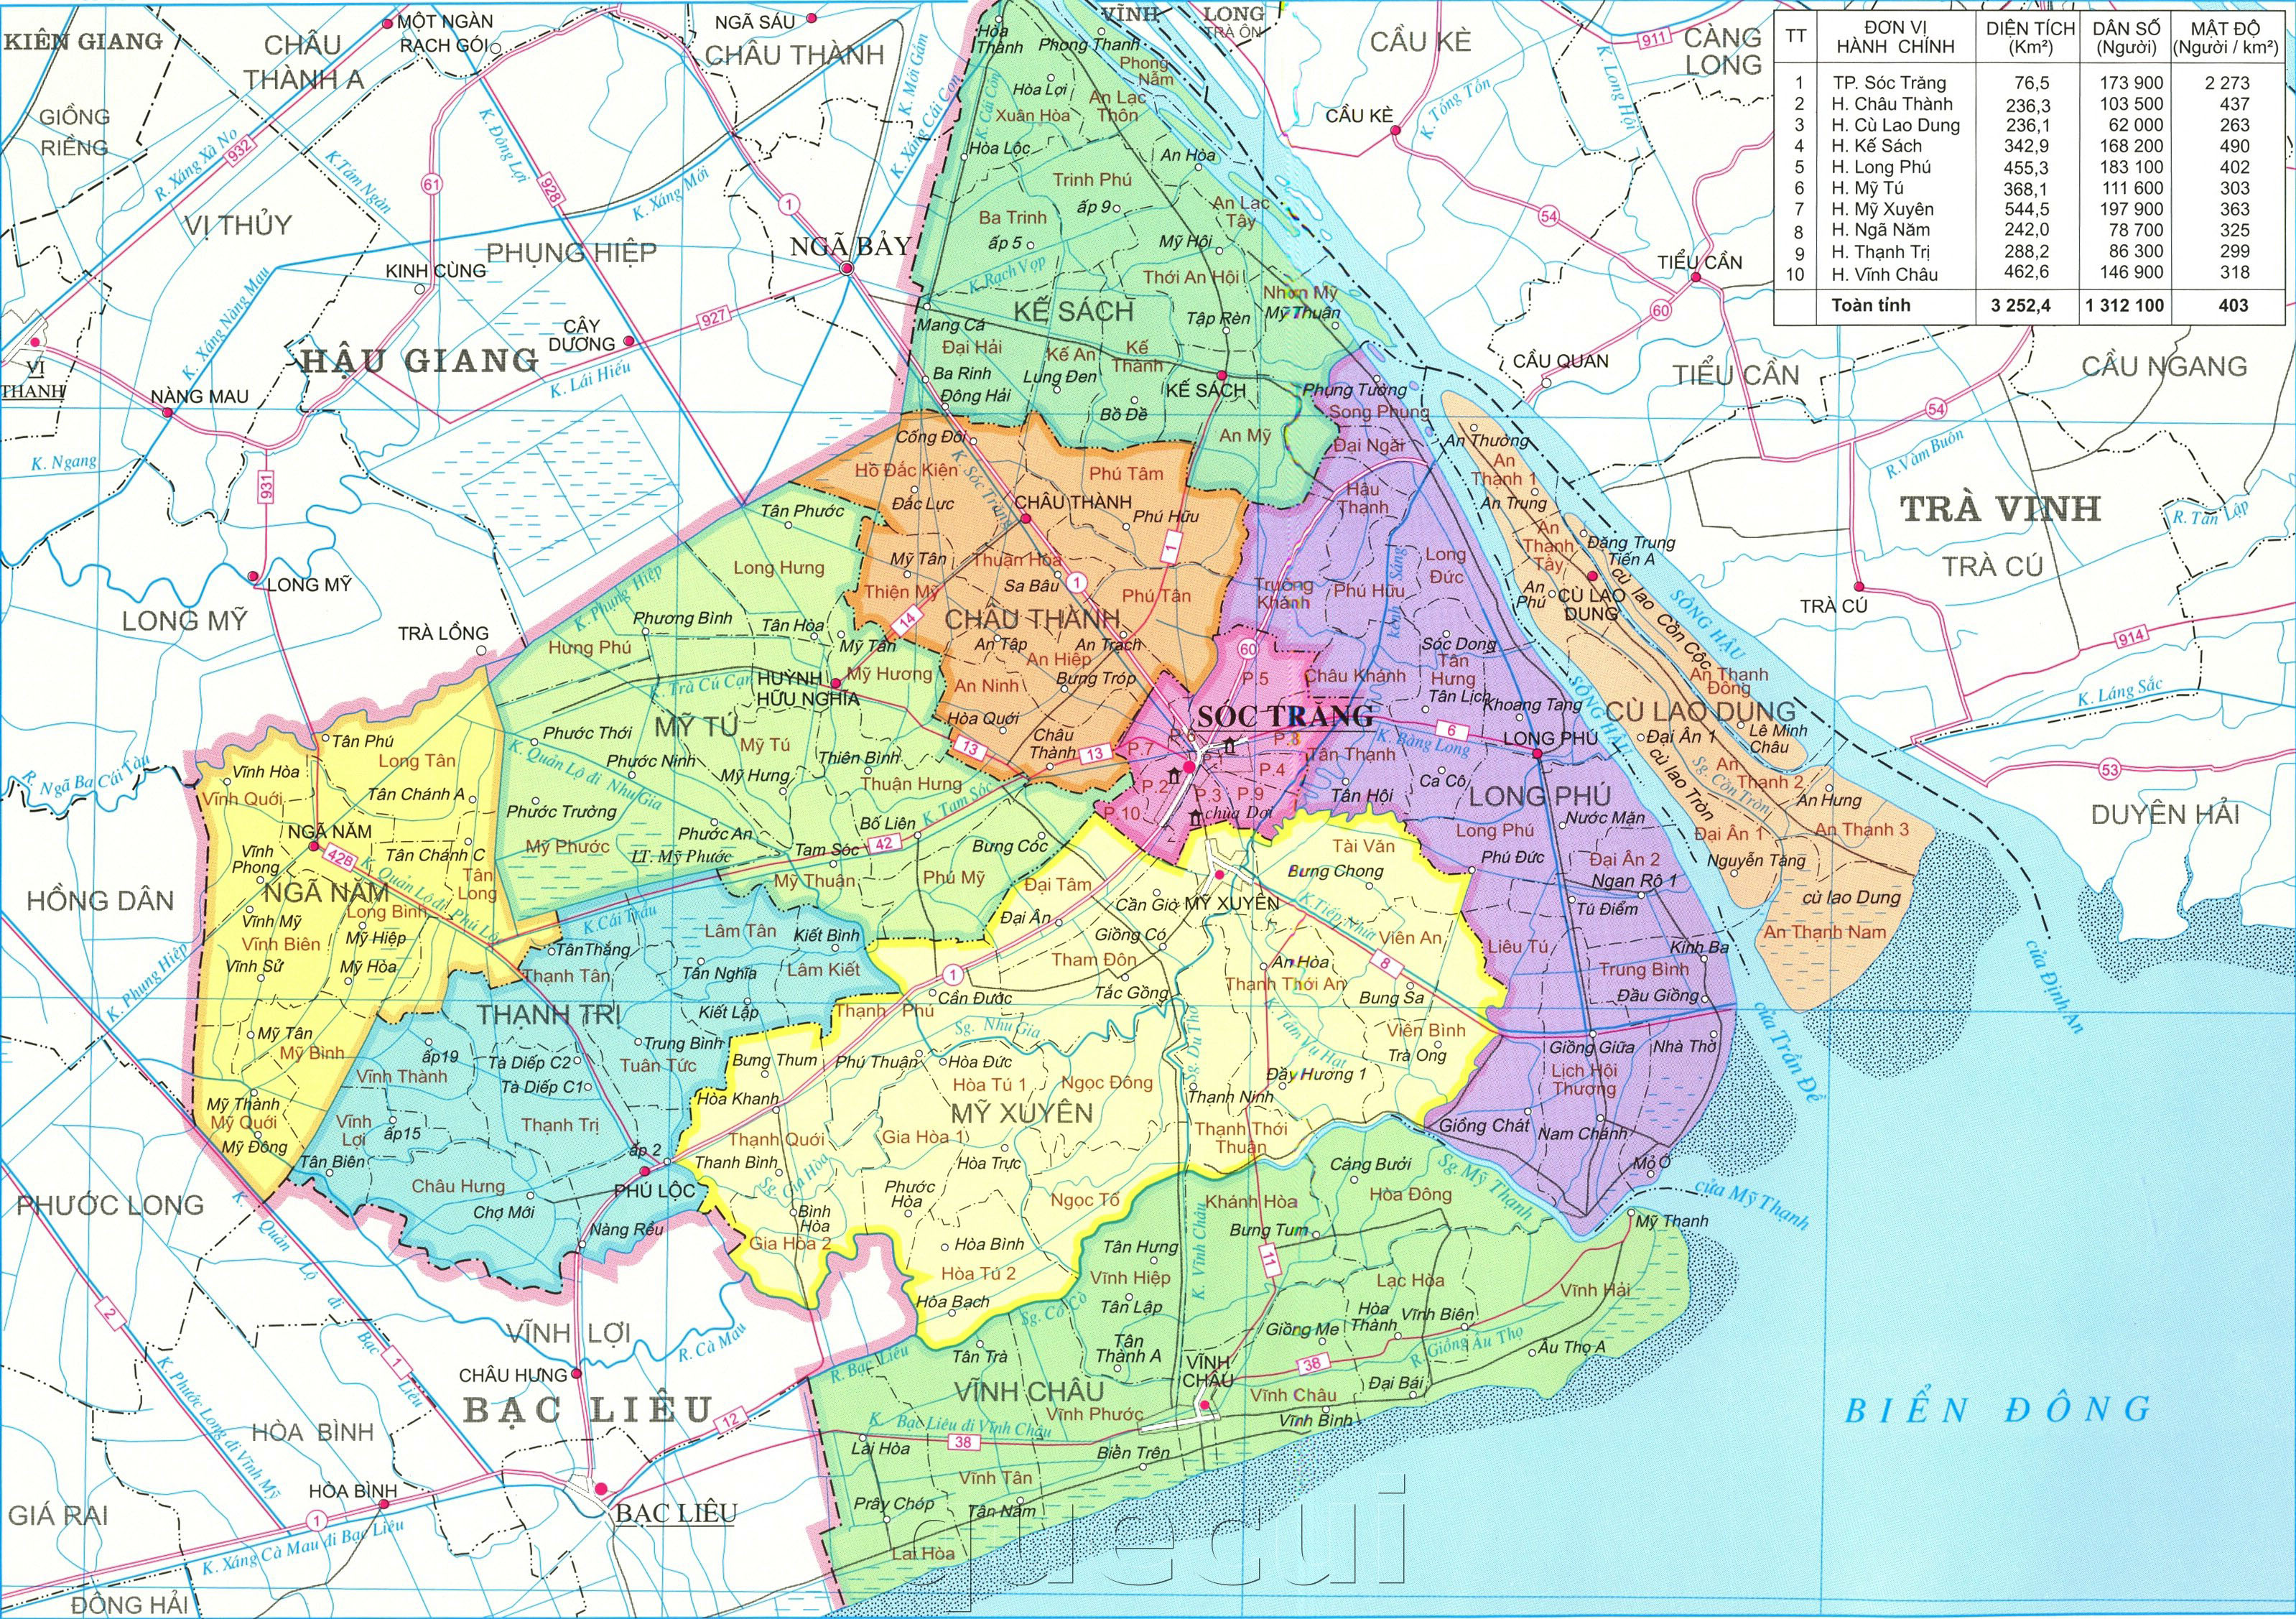 KIÊN GIANG
CHÂU
THÀNH A
MỘT NGÀN
RẠCH GÓI
NGÃ SÁU
CHÂU THÀNH
VĨNH LONG
TRÀ ÔN
CẦU KÈ
911
CÀNG
LONG
TT
ĐƠN VỊ
HÀNH CHÍNH
DIỆN TÍCH
(Km²)
DÂN SỐ
(Người)
MẬT ĐỘ
(Người / km²)
1 TP. Sóc Trăng 76,5 173 900 2 273
2 H. Châu Thành 236,3 103 500 437
3 H. Cù Lao Dung 236,1 62 000 263
4 H. Kế Sách 342,9 168 200 490
5 H. Long Phú 455,3 183 100 402
6 H. Mỹ Tú 368,1 111 600 303
7 H. Mỹ Xuyên 544,5 197 900 363
8 H. Ngã Năm 242,0 78 700 325
9 H. Thạnh Trị 288,2 86 300 299
10 H. Vĩnh Châu 462,6 146 900 318
Toàn tỉnh 3 252,4 1 312 100 403
GIỒNG
RIỀNG
R. Xáng Xà No
932
K.Tám Ngàn
61
K. Đông Lợi
928
K. Xáng Mới
1
K. Mới Gấm
K. Xáng Cái Con
K. Cái Con
VỊ THỦY
PHỤNG HIỆP
KINH CÙNG
NGÃ BẢY
K. Xáng Nàng Mau
CÂY
DƯƠNG
927
K. Lái Hiếu
HẬU GIANG
VỊ
THANH
NÀNG MAU
K. Ngang
931
LONG MỸ
LONG MỸ
TRÀ LỒNG
K. Phụng Hiệp
Hòa
Thành
Phong Thanh
Phong
Nẫm
Hòa Lợi
Xuân Hòa
An Lạc
Thôn
Hòa Lộc
An Hòa
Trinh Phú
ấp 9
Ba Trinh
ấp 5
An Lạc
Tây
Mỹ Hội
K. Rạch Vọp
Thới An Hội
Nhơn Mỹ
Mỹ Thuận
KẾ SÁCH
Mang Cá
Tập Rèn
Đại Hải
Kế An
Kế
Thành
Ba Rinh
Lung Đen
KẾ SÁCH
Đông Hải
Bồ Đề
An Mỹ
CẦU KÈ
K. Tổng Tồn
K. Long Hội
54
TIỂU CẦN
60
CẦU QUAN
TIỂU CẦN
CẦU NGANG
54
R.Vàm Buôn
TRÀ VINH
R. Tân Lập
TRÀ CÚ
TRÀ CÚ
914
K. Láng Sắc
53
DUYÊN HẢI
Cống Đôi
Hồ Đắc Kiện
K. Sóc Trăng
Phú Tâm
Đắc Lực
CHÂU THÀNH
Phú Hữu
1
Mỹ Tân
Thuận Hòa
Sa Bâu
1
Thiện Mỹ
Phú Tân
14
CHÂU THÀNH
An Tập
An Trạch
An Hiệp
Bưng Tróp
An Ninh
Hòa Quới
Châu
Thành
13
13
Tân Phước
Long Hưng
Phương Bình
Tân Hòa
Hưng Phú
Mỹ Tân
HUỲNH
HỮU NGHĨA
Mỹ Hương
K. Trà Cú Cạn
MỸ TÚ
Phước Thới
Mỹ Tú
Phước Ninh
Thiên Bình
Mỹ Hưng
Thuận Hưng
K. Quản Lộ đi Nhu Gia
K. Tam Sóc
Phước Trường
Phước An
Bố Liên
Mỹ Phước
LT. Mỹ Phước
Tam Sóc
42
Bưng Cóc
Mỹ Thuận
Phú Mỹ
Phụng Tường
Song Phụng
Đại Ngãi
Hậu
Thạnh
Long
Đức
Trường
Khánh
Phú Hữu
kênh Sáng
Sóc Dong
Tân
Hưng
Châu Khánh
Tân Lịch
Khoang Tang
6
K. Băng Long
LONG PHÚ
Tân Thạnh
Ca Cô
Tân Hội
LONG PHÚ
Long Phú
Nước Mặn
Phú Đức
Đại Ân 2
Ngan Rô 1
Tú Điểm
Liêu Tú
Kinh Ba
Trung Bình
Đầu Giồng
Giồng Giữa
Nhà Thờ
Lịch Hội
Thượng
Giồng Chát
Nam Chánh
Mỏ Ó
An Thường
An
Thạnh 1
An Trung
An
Thạnh
Tây
Đặng Trung
Tiến A
An
Phú
CÙ LAO
DUNG
cù lao Cồn Cộc
SÔNG HẬU
An Thạnh
Đông
SÔNG HẬU
CÙ LAO DUNG
Đại Ân 1
Lê Minh
Châu
An
Thạnh 2
Sg. Cồn Tròn
cù lao Tròn
An Hưng
Đại Ân 1
An Thạnh 3
Nguyễn Tăng
cù lao Dung
An Thạnh Nam
cửa Định An
cửa Trần Đề
cửa Mỹ Thạnh
60
P.5
SÓC TRĂNG
P.7
P.6
P.8
P.1
P.2
P.4
P.3
P.9
P.10
chùa Dơi
R. Ngã Ba Cái Tàu
Tân Phú
Long Tân
Vĩnh Hòa
Vĩnh Quới
Tân Chánh A
NGÃ NĂM
42B
Vĩnh
Phong
Tân Chánh C
Tân
Long
K. Quản Lộ đi Phú Lộc
NGÃ NĂM
Long Bình
Vĩnh Mỹ
Mỹ Hiệp
Vĩnh Biên
Vĩnh Sử
Mỹ Hòa
Mỹ Tân
Mỹ Bình
Mỹ Thành
Mỹ Quới
Mỹ Đông
HỒNG DÂN
K. Phụng Hiệp
PHƯỚC LONG
K.Cái Trầu
Tân Thắng
Lâm Tân
Kiết Bình
Thạnh Tân
Tân Nghĩa
Lâm Kiết
THẠNH TRỊ
Kiết Lập
ấp19
Tà Diếp C2
Trung Bình
Tuân Tức
Vĩnh Thành
Tà Diếp C1
Vĩnh
Lợi
ấp15
Thạnh Trị
ấp 2
Tân Biên
Châu Hưng
PHÚ LỘC
Chợ Mới
Nàng Rền
Tài Văn
Bưng Chong
Đại Tâm
Đại Ân
Cần Giờ
MỸ XUYÊN
K.Tiếp Nhựt
Giồng Có
Viên An
8
Tham Đôn
An Hòa
Thạnh Thới An
Tắc Gồng
Bung Sa
Cần Đước
1
Thạnh Phú
Sg. Nhu Gia
Sg. Dù Tho
K. Tầm Vu Hạt
Viên Bình
Trà Ong
Bưng Thum
Phú Thuận
Hòa Đức
Hòa Tú 1
Ngọc Đông
Đầy Hương 1
Hòa Khanh
MỸ XUYÊN
Thanh Ninh
Thạnh Quới
Gia Hòa 1
Thạnh Thới
Thuận
Thanh Bình
Hòa Trực
Sg. Gia Hòa
Phước
Hòa
Ngọc Tố
Bình
Hòa
Gia Hòa 2
Hòa Bình
Hòa Tú 2
Hòa Bạch
Sg. Cổ Cò
Cảng Bưởi
Sg. Mỹ Thạnh
Khánh Hòa
Hòa Đông
Bưng Tum
Mỹ Thanh
K. Vĩnh Châu
11
Tân Hưng
Vĩnh Hiệp
Tân Lập
Lạc Hòa
Vĩnh Hải
Hòa
Thành
Vĩnh Biên
Giồng Me
R. Giồng Âu Thọ
Âu Thọ A
Tân
Thành A
Tân Trà
38
VĨNH
CHÂU
Đại Bái
VĨNH CHÂU
Vĩnh Châu
Vĩnh Phước
Vĩnh Bình
K. Bạc Liêu đi Vĩnh Châu
38
Lai Hòa
Biền Trên
Vĩnh Tân
Prây Chóp
Tân Nam
Lai Hòa
R. Bạc Liêu
R. Cà Mau
VĨNH LỢI
CHÂU HƯNG
BẠC LIÊU
12
K. Quản Lộ đi Bạc Liêu
1
2
K. Phước Long đi Vĩnh Mỹ
HÒA BÌNH
HÒA BÌNH
GIÁ RAI
1
K. Xáng Cà Mau đi Bạc Liêu
BẠC LIÊU
ĐÔNG HẢI
BIỂN ĐÔNG
quecui